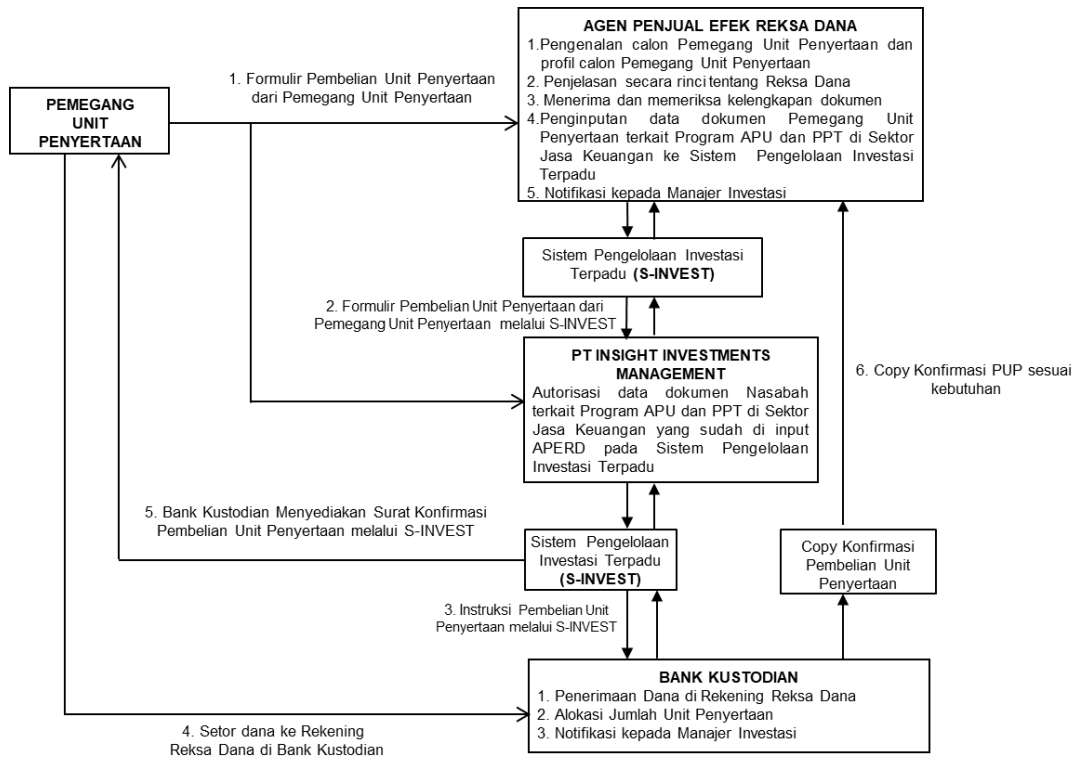 AGEN PENJUAL EFEK REKSA DANA
1.Pengenalan calon Pemegang Unit Penyertaan dan
profil calon Pemegang Unit Penyertaan
2. Penjelasan secara rinci tentang Reksa Dana
3. Menerima dan memeriksa kelengkapan dokumen
4.Penginputan data dokumen Pemegang Unit
Penyertaan terkait Program APU dan PPT di Sektor
Jasa Keuangan ke Sistem Pengelolaan Investasi
Terpadu
5. Notifikasi kepada Manajer Investasi
1. Formulir Pembelian Unit Penyertaan
dari Pemegang Unit Penyertaan
PEMEGANG
UNIT
PENYERTAAN
Sistem Pengelolaan Investasi
Terpadu (S-INVEST)
2. Formulir Pembelian Unit Penyertaan dari
Pemegang Unit Penyertaan melalui S-INVEST
PT INSIGHT INVESTMENTS
MANAGEMENT
Autorisasi data dokumen Nasabah
terkait Program APU dan PPT di Sektor
Jasa Keuangan yang sudah di input
APERD pada Sistem Pengelolaan
Investasi Terpadu
6. Copy Konfirmasi PUP sesuai
kebutuhan
5. Bank Kustodian Menyediakan Surat Konfirmasi
Pembelian Unit Penyertaan melalui S-INVEST
Sistem Pengelolaan
Investasi Terpadu
(S-INVEST)
Copy Konfirmasi
Pembelian Unit
Penyertaan
3. Instruksi Pembelian Unit
Penyertaan melalui S-INVEST
BANK KUSTODIAN
1. Penerimaan Dana di Rekening Reksa Dana
2. Alokasi Jumlah Unit Penyertaan
3. Notifikasi kepada Manajer Investasi
4. Setor dana ke Rekening
Reksa Dana di Bank Kustodian